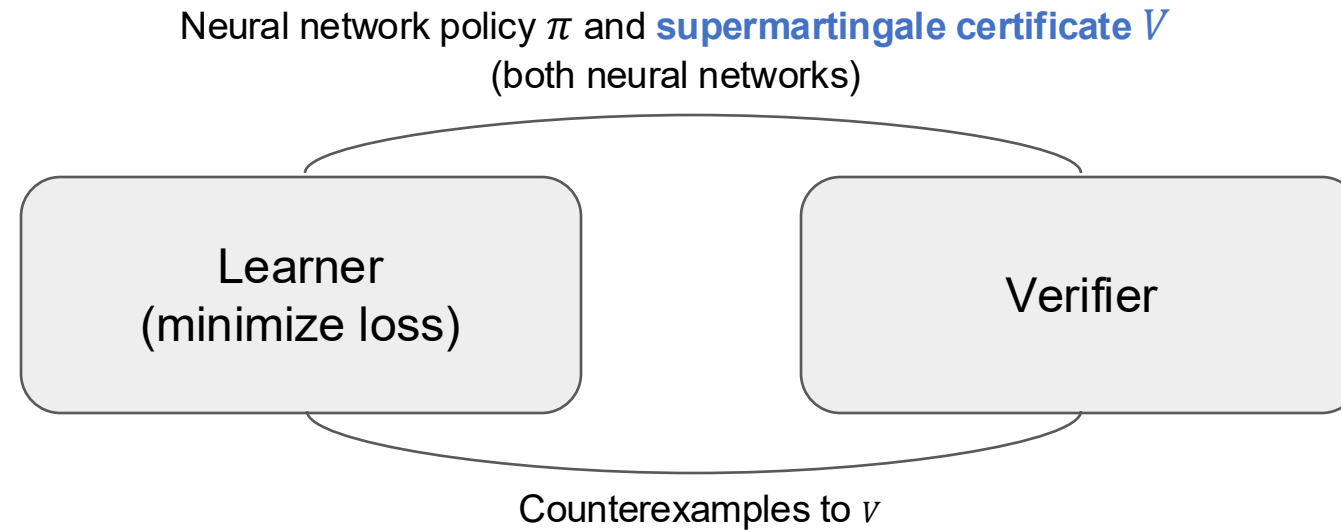 Neural network policy π and supermartingale certificate V
(both neural networks)
Learner
(minimize loss)
Verifier
Counterexamples to V